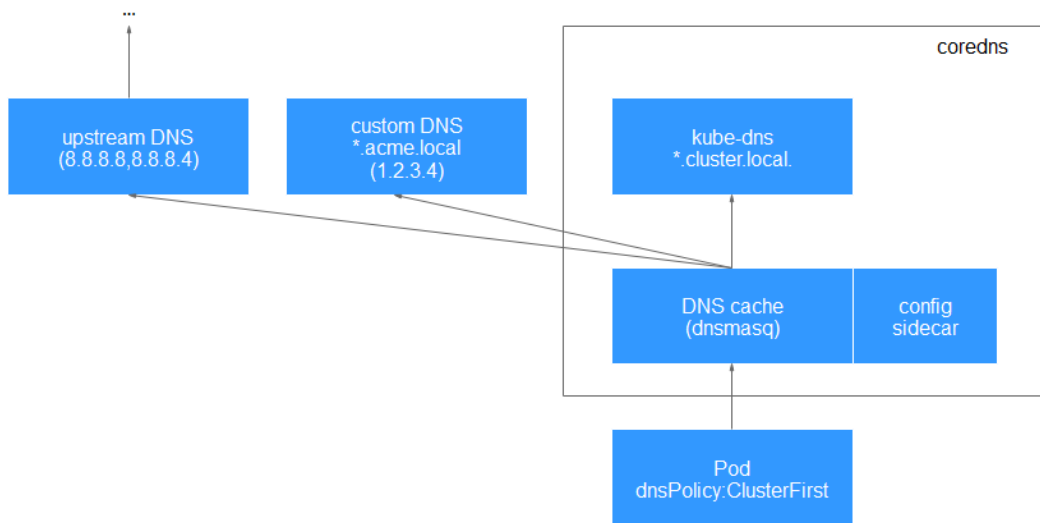 ...
coredns
upstream DNS
(8.8.8.8,8.8.8.4)
custom DNS
*.acme.local
(1.2.3.4)
kube-dns
*.cluster.local.
DNS cache
(dnsmasq)
config
sidecar
Pod
dnsPolicy:ClusterFirst